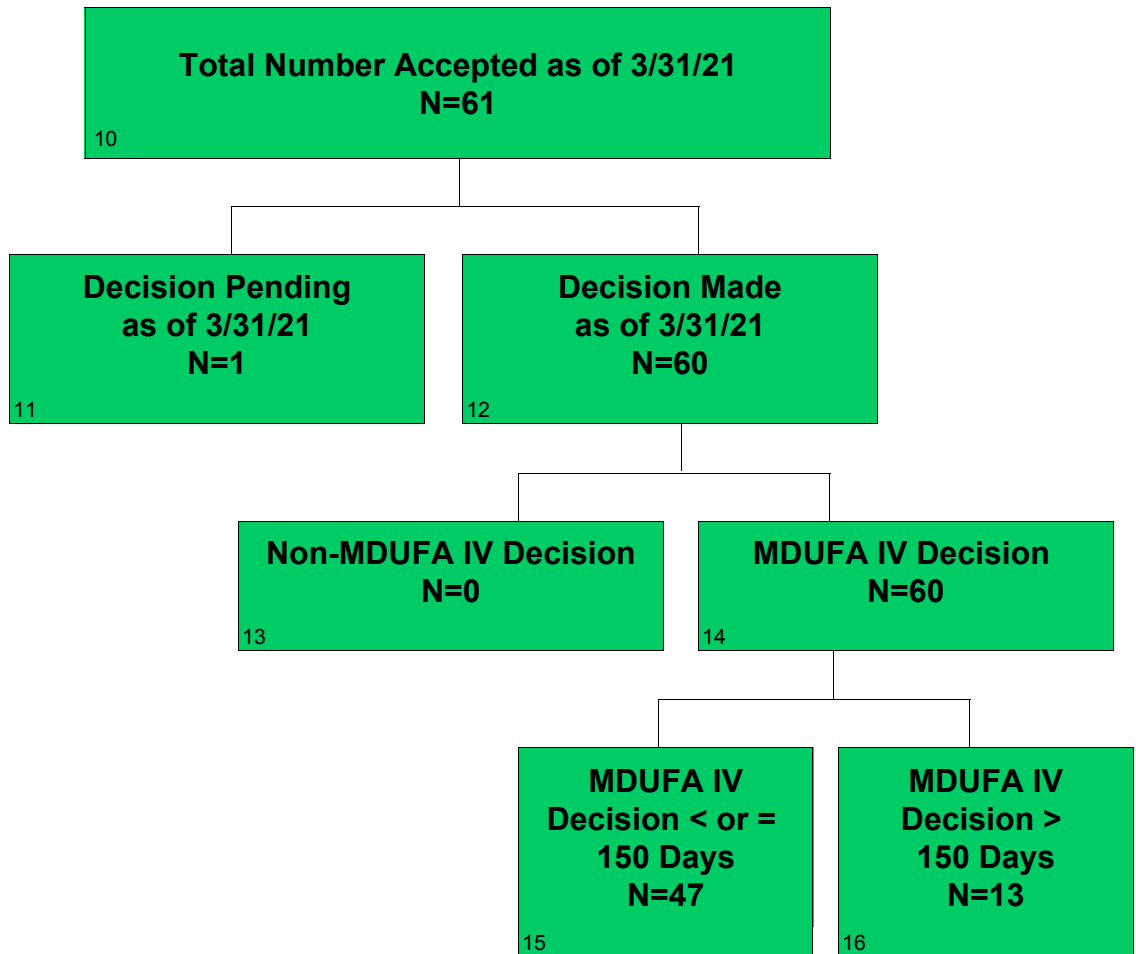 Total Number Accepted as of 3/31/21
N=61
10
Decision Pending
as of 3/31/21
N=1
11
Decision Made
as of 3/31/21
N=60
12
Non-MDUFA IV Decision
N=0
13
MDUFA IV Decision
N=60
14
MDUFA IV
Decision < or =
150 Days
N=47
15
MDUFA IV
Decision >
150 Days
N=13
16